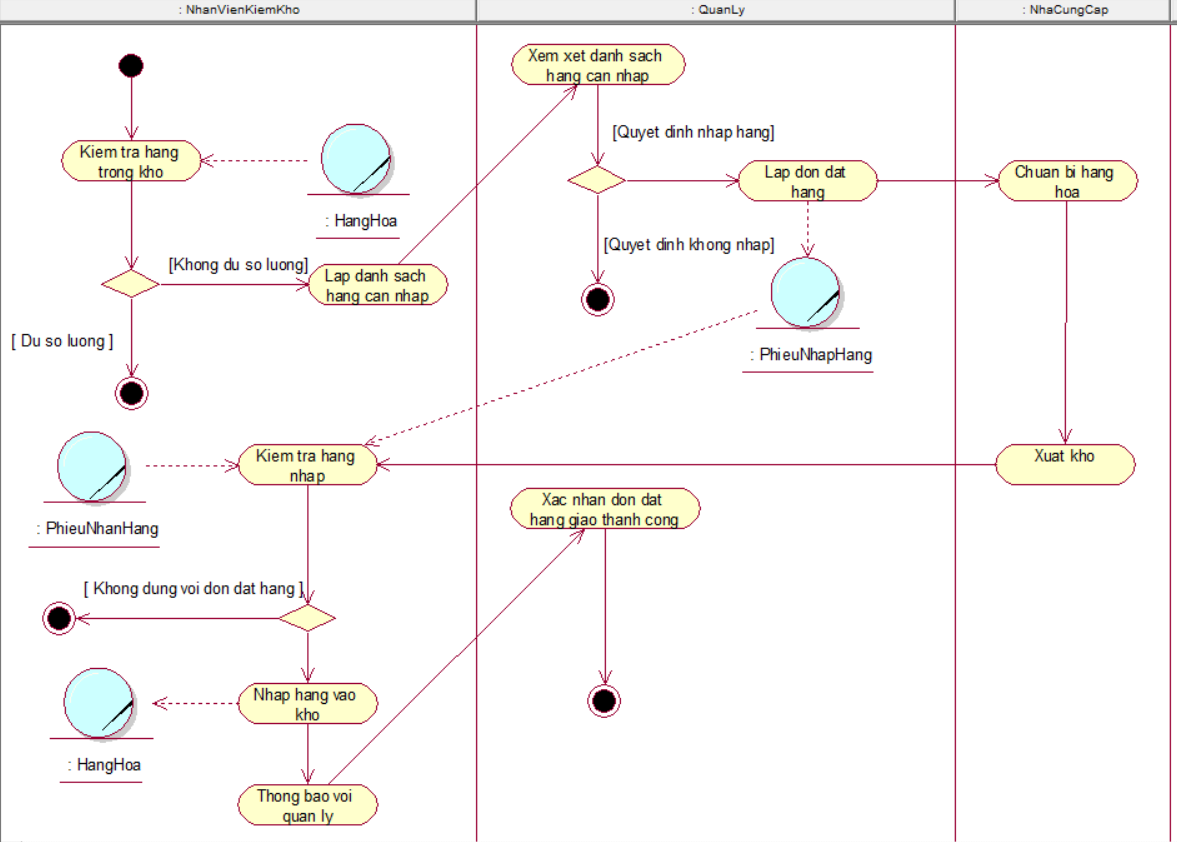 : NhanVienKiemKho
: QuanLy
: NhaCungCap
Xem xet danh sach
hang can nhap
[Quyet dinh nhap hang]
Kiem tra hang
trong kho
Lap don dat
hang
Chuan bi hang
hoa
: HangHoa
[Quyet dinh khong nhap]
[Khong du so luong]
Lap danh sach
hang can nhap
[ Du so luong ]
: PhieuNhapHang
Kiem tra hang
nhap
Xuat kho
Xac nhan don dat
hang giao thanh cong
: PhieuNhanHang
[ Khong dung voi don dat hang ]
Nhap hang vao
kho
: HangHoa
Thong bao voi
quan ly